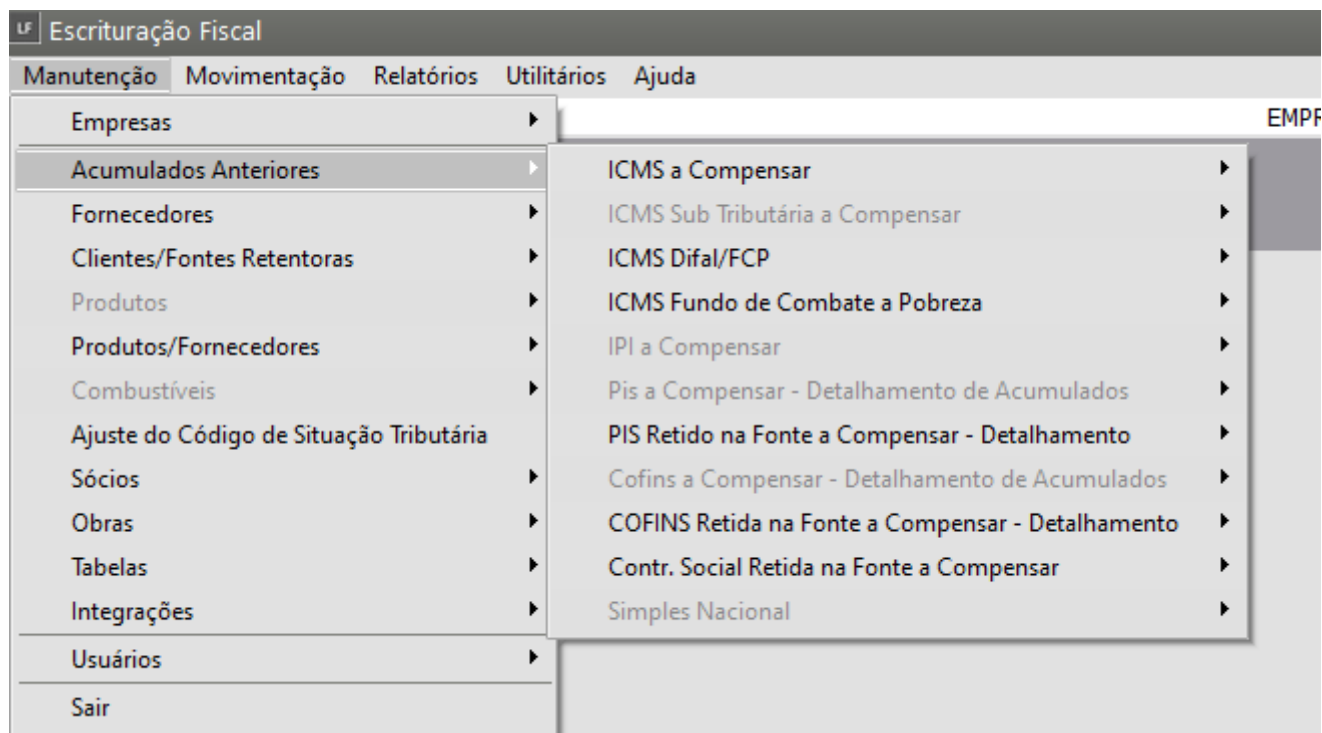 LF Escrituração Fiscal
Manutenção Movimentação Relatórios Utilitários Ajuda
Empresas
Acumulados Anteriores
Fornecedores
Clientes/Fontes Retentoras
Produtos
Produtos/Fornecedores
Combustíveis
Ajuste do Código de Situação Tributária
Sócios
Obras
Tabelas
Integrações
Usuários
Sair
EMPR
ICMS a Compensar
ICMS Sub Tributária a Compensar
ICMS Difal/FCP
ICMS Fundo de Combate a Pobreza
IPI a Compensar
Pis a Compensar - Detalhamento de Acumulados
PIS Retido na Fonte a Compensar - Detalhamento
Cofins a Compensar - Detalhamento de Acumulados
COFINS Retida na Fonte a Compensar - Detalhamento
Contr. Social Retida na Fonte a Compensar
Simples Nacional